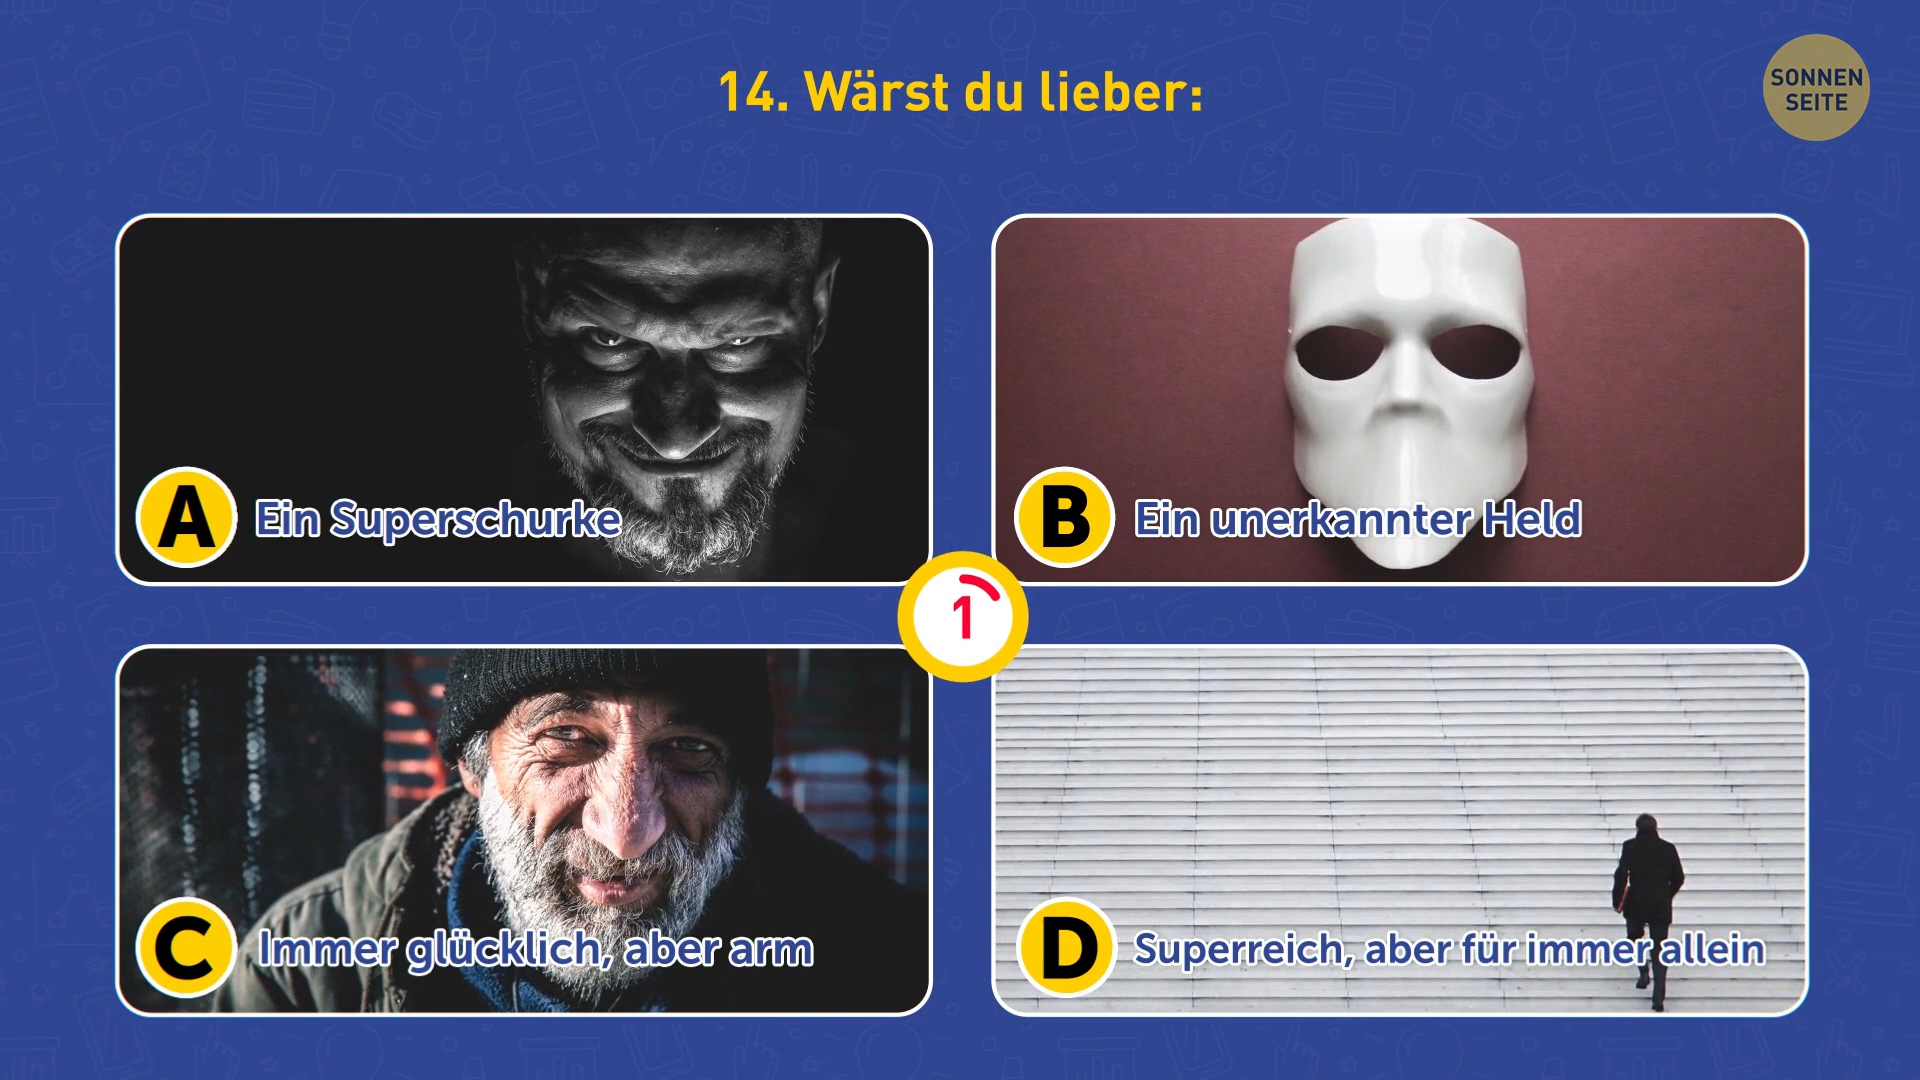 14. Wärst du lieber:
SONNEN
SEITE
A
Ein Superschurke
B
Ein unerkannter Held
1
C
Immer glücklich, aber arm
D
Superreich, aber für immer allein